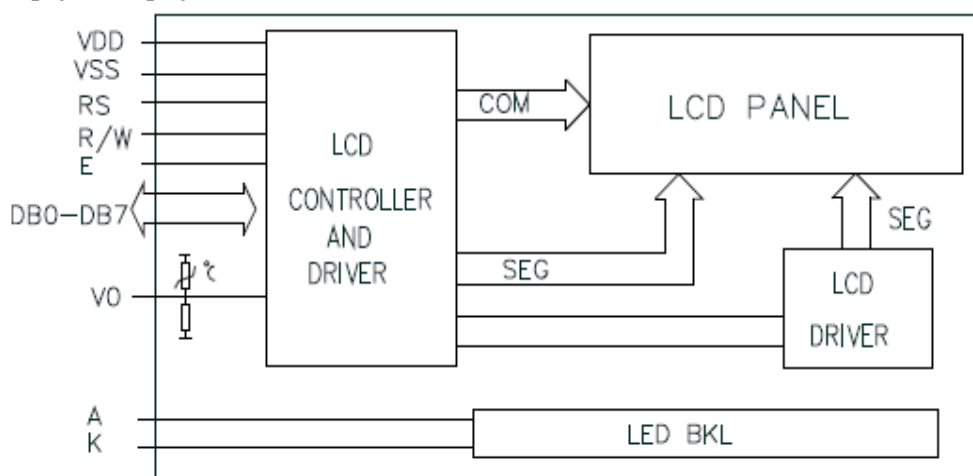 VDD
VSS
RS
R/W
E
DB0-DB7
VO
℃
A
K
LCD
CONTROLLER
AND
DRIVER
COM
SEG
LCD PANEL
SEG
LCD
DRIVER
LED BKL